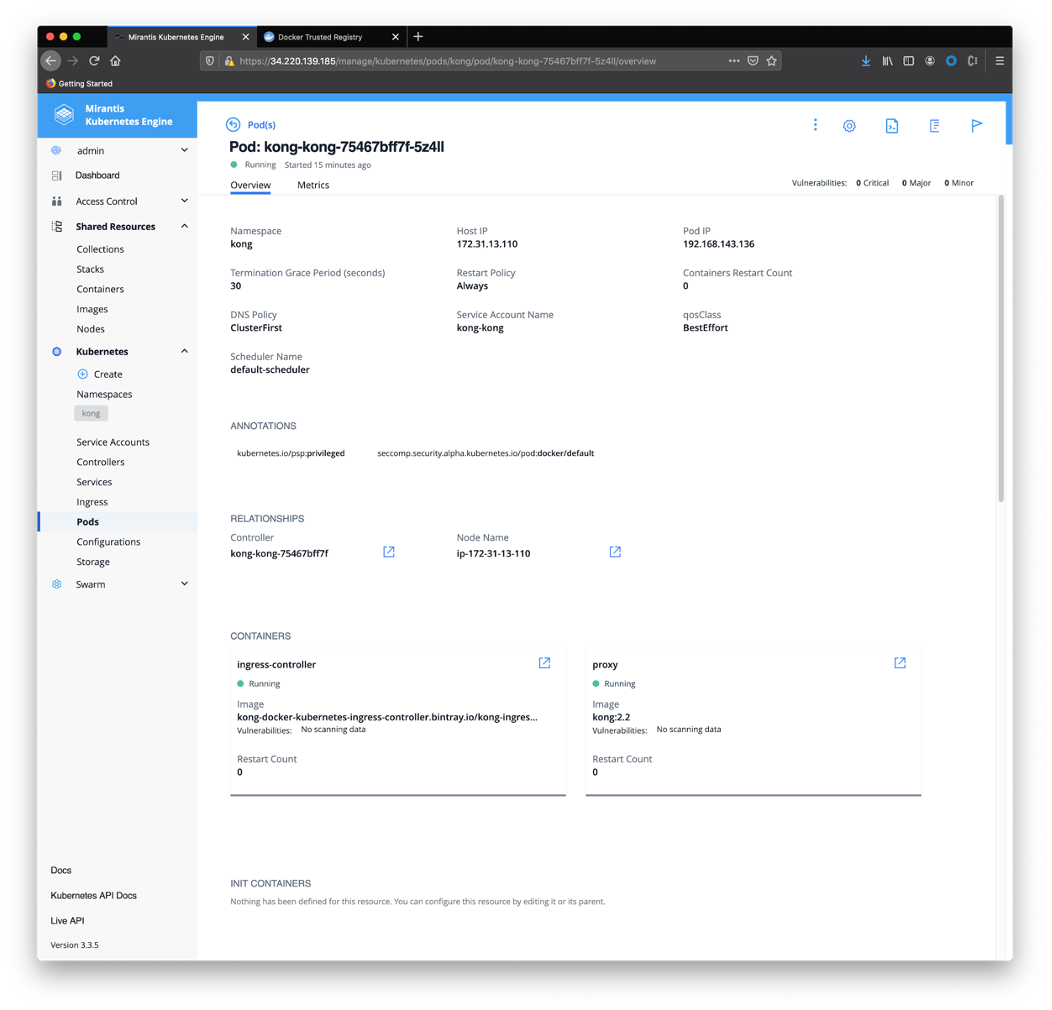 Mirantis Kubernetes Engine
Docker Trusted Registry
https://34.220.139.185/manage/kubernetes/pods/kong/pod/kong-kong-75467bff7f-5z4ll/overview
Getting Started
Mirantis
Kubernetes Engine
admin
Dashboard
Access Control
Shared Resources
Collections
Stacks
Containers
Images
Nodes
Kubernetes
Create
Namespaces
kong
Service Accounts
Controllers
Services
Ingress
Pods
Configurations
Storage
Swarm
Docs
Kubernetes API Docs
Live API
Version 3.3.5
Pod(s)
Pod: kong-kong-75467bff7f-5z4ll
Running Started 15 minutes ago
Overview Metrics
Vulnerabilities: 0 Critical 0 Major 0 Minor
Namespace Host IP Pod IP
kong 172.31.13.110 192.168.143.136
Termination Grace Period (seconds) Restart Policy Containers Restart Count
30 Always 0
DNS Policy Service Account Name qosClass
ClusterFirst kong-kong BestEffort
Scheduler Name
default-scheduler
ANNOTATIONS
kubernetes.io/psp:privileged seccomp.security.alpha.kubernetes.io/pod:docker/default
RELATIONSHIPS
Controller Node Name
kong-kong-75467bff7f ip-172-31-13-110
CONTAINERS
ingress-controller
Running
Image
kong-docker-kubernetes-ingress-controller.bintray.io/kong-ingres...
Vulnerabilities: No scanning data
Restart Count
0
proxy
Running
Image
kong:2.2
Vulnerabilities: No scanning data
Restart Count
0
INIT CONTAINERS
Nothing has been defined for this resource. You can configure this resource by editing it or its parent.